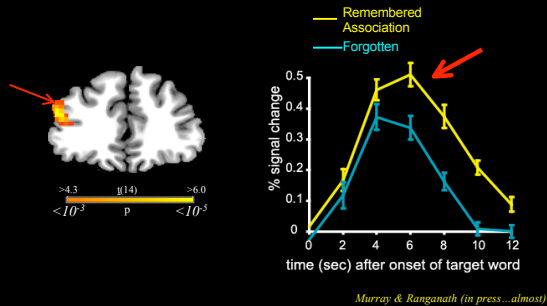 Remembered
Association
Forgotten
>4.3 t(14) >6.0
<10⁻³ p <10⁻⁵
% signal change
0.5
0.4
0.3
0.2
0.1
0
0 2 4 6 8 10 12
time (sec) after onset of target word
Murray & Ranganath (in press…almost)